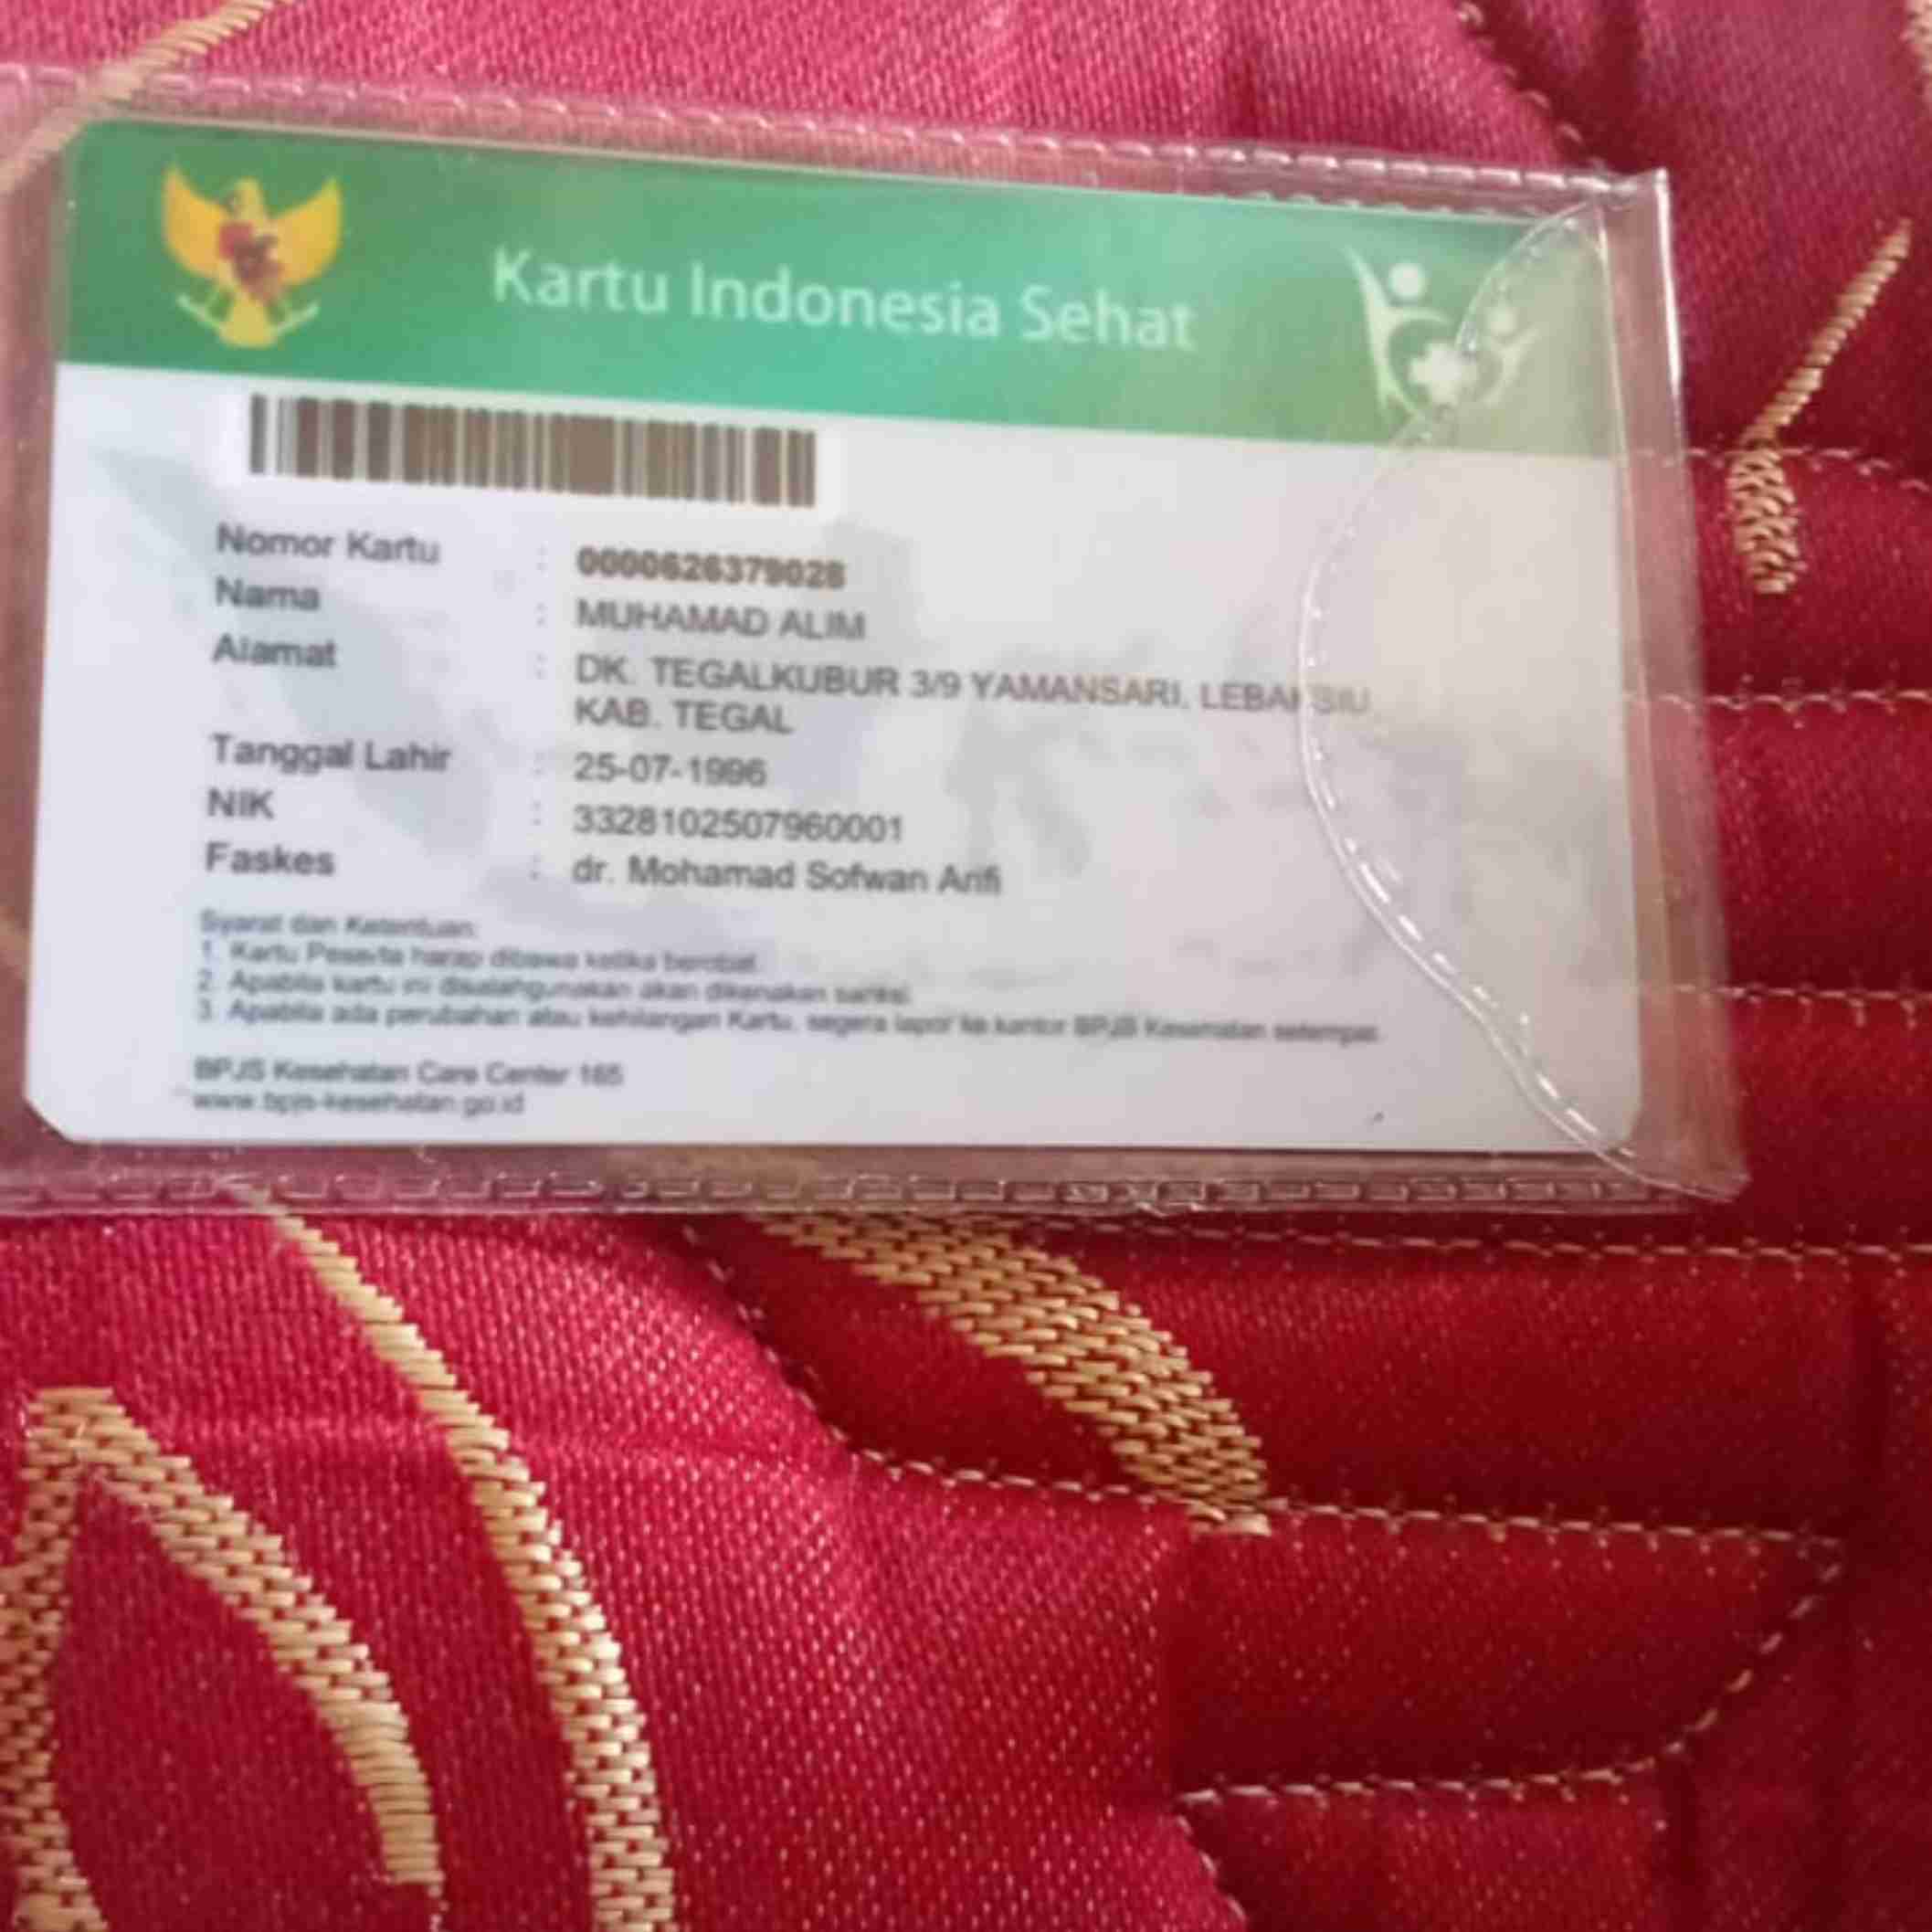 Kartu Indonesia Sehat
Nomor Kartu : 0000626379028
Nama : MUHAMAD ALIM
Alamat : DK. TEGALKUBUR 3/9 YAMANSARI, LEBAKSIU
KAB. TEGAL
Tanggal Lahir : 25-07-1996
NIK : 3328102507960001
Faskes : dr. Mohamad Sofwan Arifi
Syarat dan Ketentuan:
1. Kartu Peserta harap dibawa ketika berobat.
2. Apabila kartu ini disalahgunakan akan dikenakan sanksi.
3. Apabila ada perubahan atau kehilangan Kartu, segera lapor ke kantor BPJS Kesehatan setempat.
BPJS Kesehatan Care Center 165
www.bpjs-kesehatan.go.id